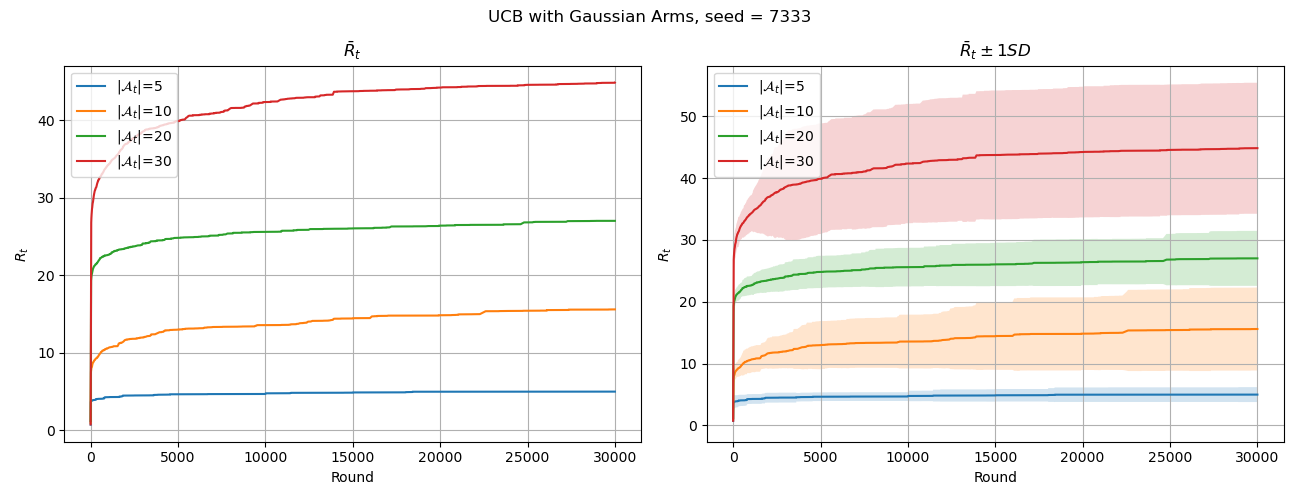 UCB with Gaussian Arms, seed = 7333
R̄ₜ
R̄ₜ ± 1SD
|𝒜ₜ|=5
|𝒜ₜ|=10
|𝒜ₜ|=20
|𝒜ₜ|=30
|𝒜ₜ|=5
|𝒜ₜ|=10
|𝒜ₜ|=20
|𝒜ₜ|=30
Rₜ
40
30
20
10
0
Rₜ
50
40
30
20
10
0
0 5000 10000 15000 20000 25000 30000
0 5000 10000 15000 20000 25000 30000
Round
Round